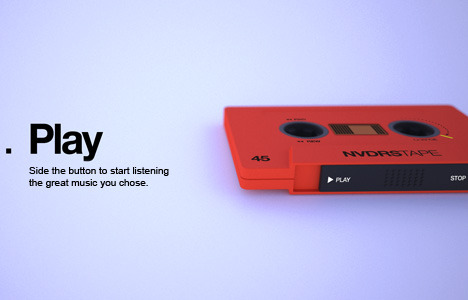 . Play
Side the button to start listening
the great music you chose.
45
NVDRSTAPE
PLAY
STOP